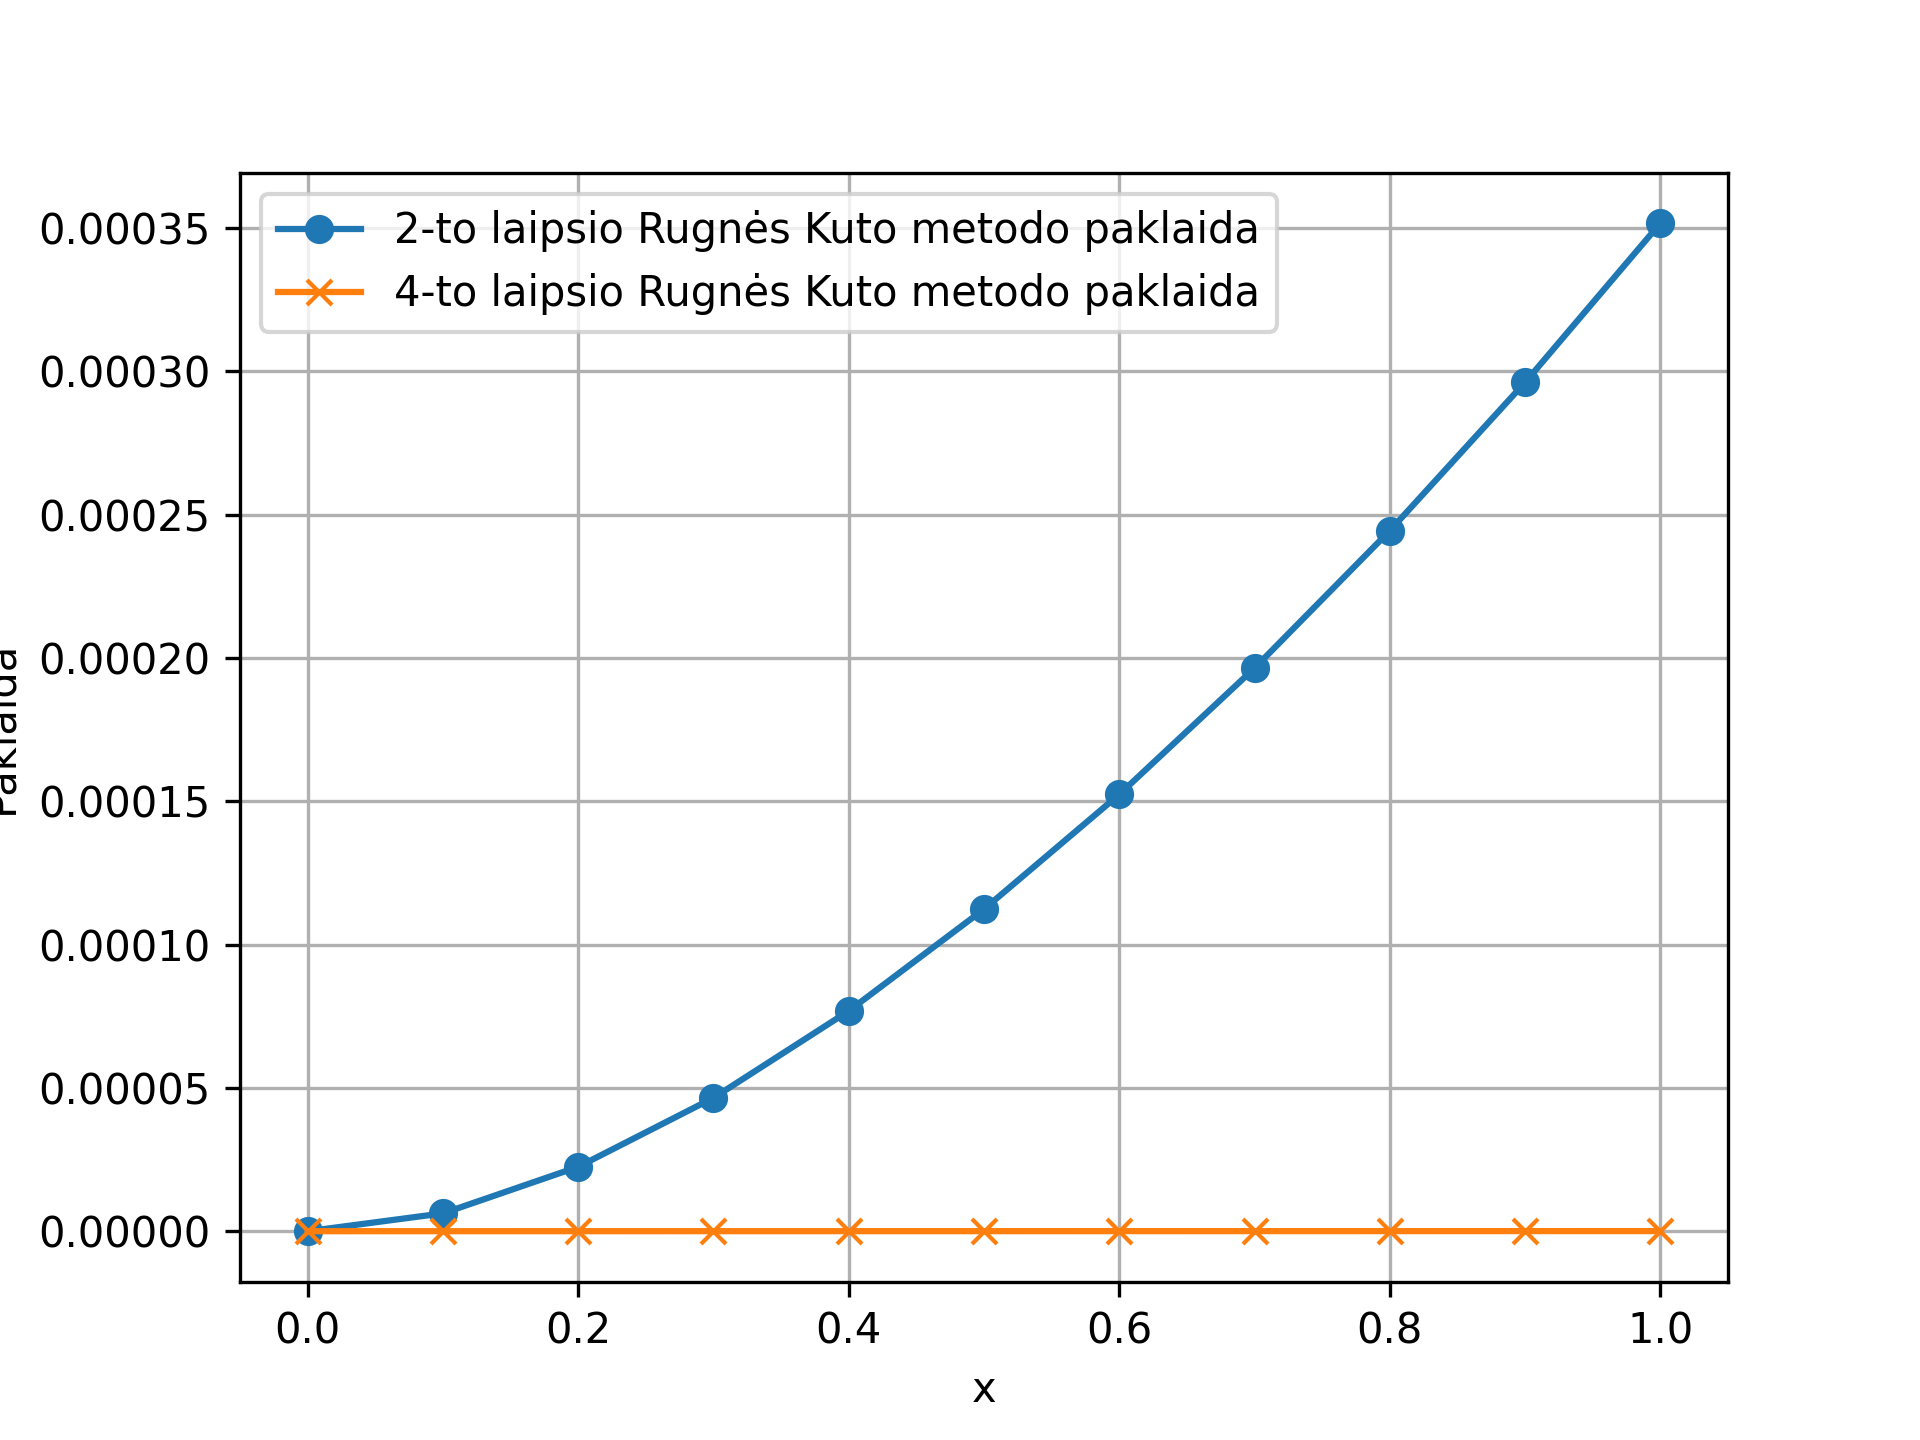 2-to laipsio Rugnės Kuto metodo paklaida
4-to laipsio Rugnės Kuto metodo paklaida
0.00035
0.00030
0.00025
0.00020
0.00015
0.00010
0.00005
0.00000
Paklaida
0.0 0.2 0.4 0.6 0.8 1.0
x